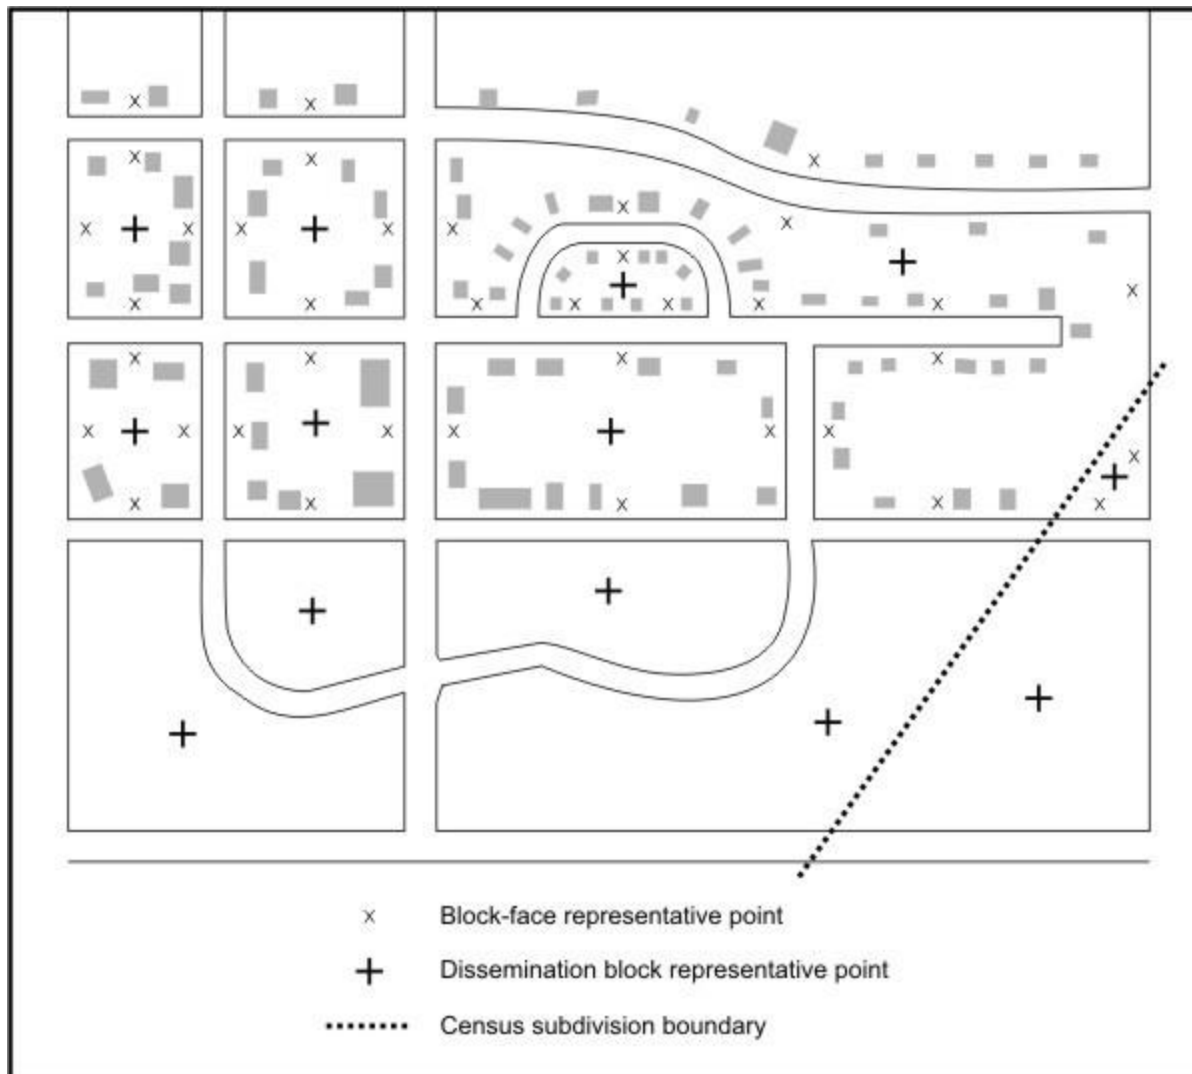 Block-face representative point
Dissemination block representative point
Census subdivision boundary